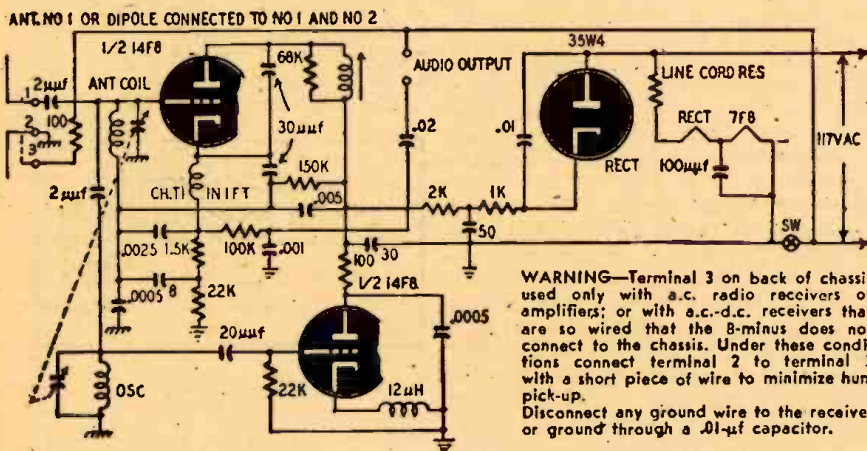 ANT. NO 1 OR DIPOLE CONNECTED TO NO 1 AND NO 2
1/2 14F8
35W4
68K
AUDIO OUTPUT
LINE CORD RES
2μμf
ANT COIL
1
2
3
100
30μμf
.02
.01
RECT
7F8
117VAC
RECT
100μμf
150K
2μμf
CH.T1
IN IFT
.005
2K
1K
SW
.0025
1.5K
100K
.001
50
30
100
.0005
8
22K
1/2 14F8
.0005
20μμf
22K
12μH
OSC
WARNING—Terminal 3 on back of chassi
used only with a.c. radio receivers o
amplifiers; or with a.c.-d.c. receivers tha
are so wired that the B-minus does no
connect to the chassis. Under these condi
tions connect terminal 2 to terminal
with a short piece of wire to minimize hum
pick-up.
Disconnect any ground wire to the receive
or ground through a .01-μf capacitor.